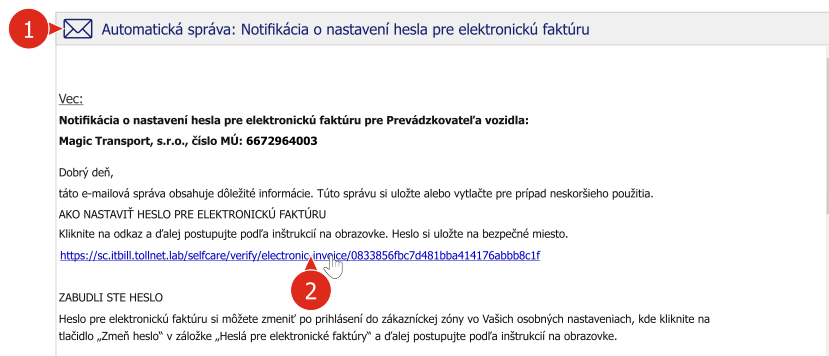 1
Automatická správa: Notifikácia o nastavení hesla pre elektronickú faktúru
Vec:
Notifikácia o nastavení hesla pre elektronickú faktúru pre Prevádzkovateľa vozidla:
Magic Transport, s.r.o., číslo MÚ: 6672964003
Dobrý deň,
táto e-mailová správa obsahuje dôležité informácie. Túto správu si uložte alebo vytlačte pre prípad neskoršieho použitia.
AKO NASTAVIŤ HESLO PRE ELEKTRONICKÚ FAKTÚRU
Kliknite na odkaz a ďalej postupujte podľa inštrukcií na obrazovke. Heslo si uložte na bezpečné miesto.
https://sc.itbill.tollnet.lab/selfcare/verify/electronic-invoice/0833856fbc7d481bba414176abbb8c1f
2
ZABUDLI STE HESLO
Heslo pre elektronickú faktúru si môžete zmeniť po prihlásení do zákazníckej zóny vo Vašich osobných nastaveniach, kde kliknite na
tlačidlo „Zmeň heslo“ v záložke „Heslá pre elektronické faktúry“ a ďalej postupujte podľa inštrukcií na obrazovke.